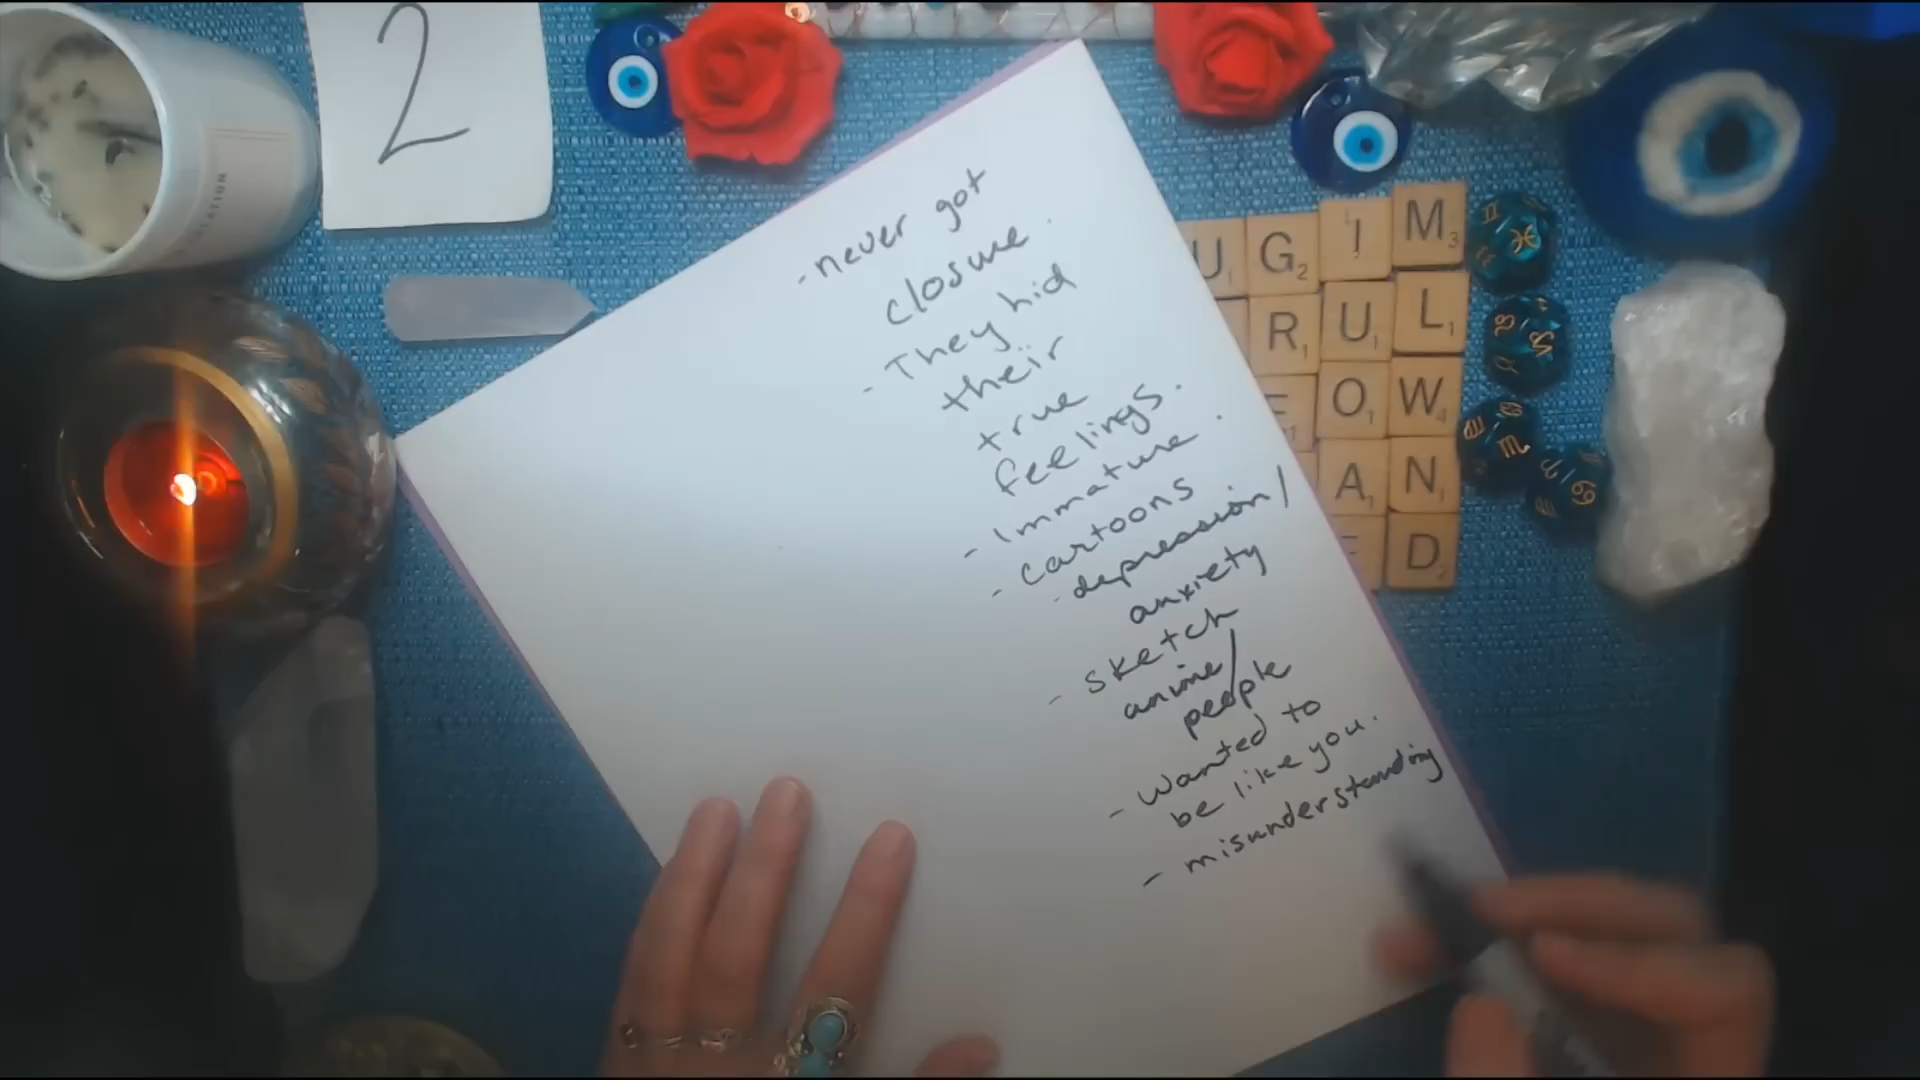 2
- never got
closure.
- They hid
their
true
feelings.
- Immature.
- cartoons
- depression/
anxiety
- sketch
anime/
people
- wanted to
be like you.
- misunderstanding
U G I M
R U L
E O W
A N
E D